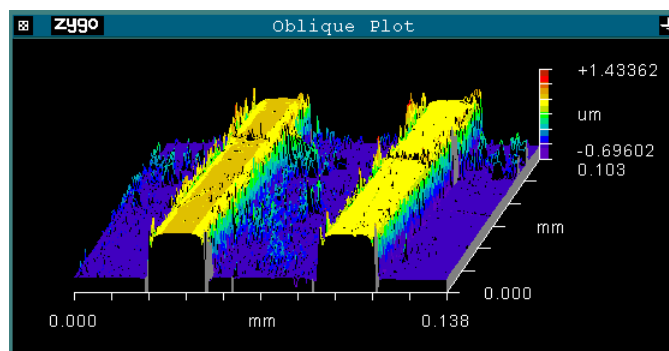 zygo Oblique Plot
+1.43362
um
-0.69602
0.103
mm
0.000
0.000 mm 0.138